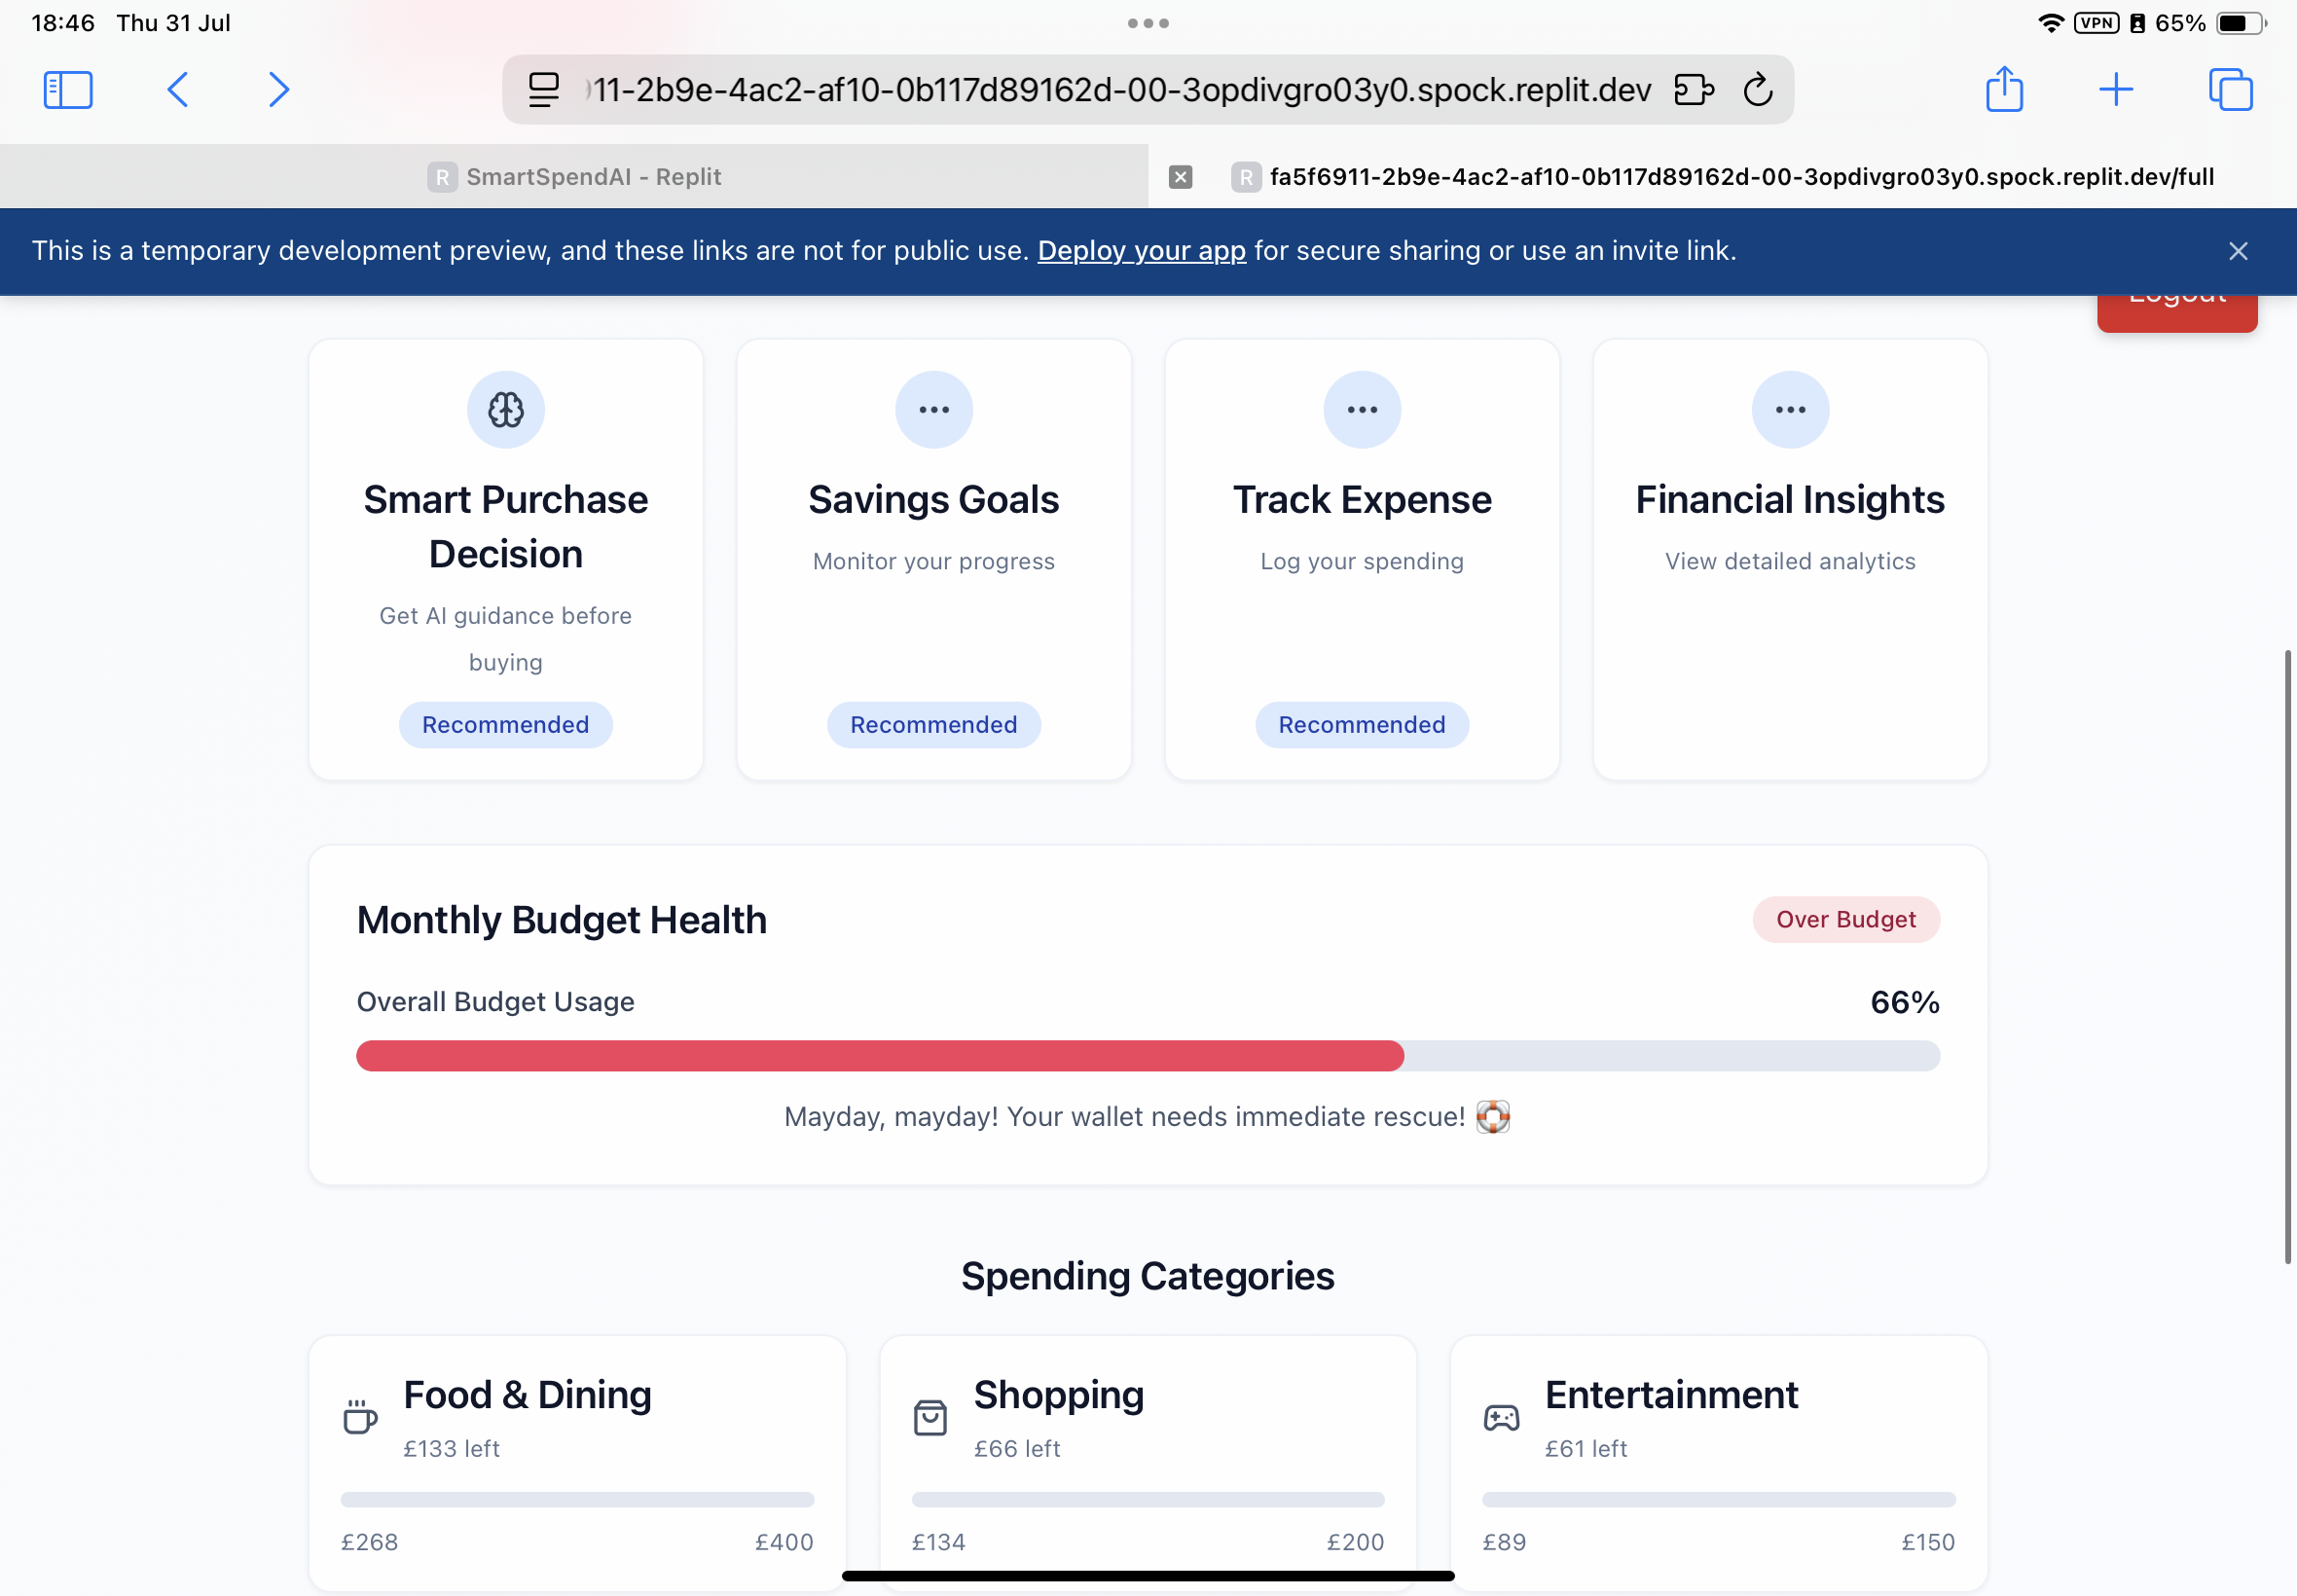 18:46 Thu 31 Jul
VPN 65%
11-2b9e-4ac2-af10-0b117d89162d-00-3opdivgro03y0.spock.replit.dev
R SmartSpendAI - Replit
R fa5f6911-2b9e-4ac2-af10-0b117d89162d-00-3opdivgro03y0.spock.replit.dev/full
This is a temporary development preview, and these links are not for public use. Deploy your app for secure sharing or use an invite link.
Logout
Smart Purchase
Decision
Get AI guidance before
buying
Recommended
Savings Goals
Monitor your progress
Recommended
Track Expense
Log your spending
Recommended
Financial Insights
View detailed analytics
Monthly Budget Health
Over Budget
Overall Budget Usage
66%
Mayday, mayday! Your wallet needs immediate rescue! 🛟
Spending Categories
Food & Dining
£133 left
£268 £400
Shopping
£66 left
£134 £200
Entertainment
£61 left
£89 £150